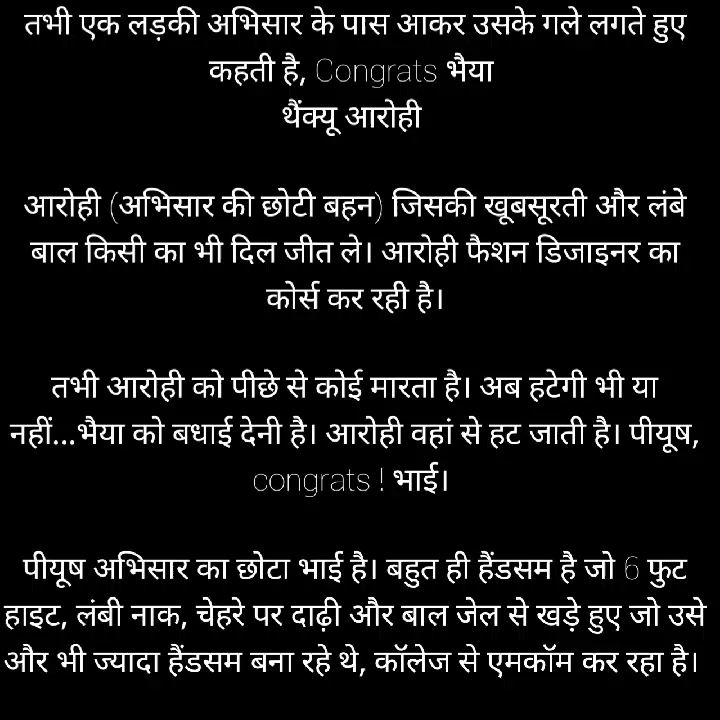 तभी एक लड़की अभिसार के पास आकर उसके गले लगते हुए
कहती है, Congrats भैया
थैंक्यू आरोही
आरोही (अभिसार की छोटी बहन) जिसकी खूबसूरती और लंबे
बाल किसी का भी दिल जीत ले। आरोही फैशन डिजाइनर का
कोर्स कर रही है।
तभी आरोही को पीछे से कोई मारता है। अब हटेगी भी या
नहीं...भैया को बधाई देनी है। आरोही वहां से हट जाती है। पीयूष,
congrats ! भाई।
पीयूष अभिसार का छोटा भाई है। बहुत ही हैंडसम है जो 6 फुट
हाइट, लंबी नाक, चेहरे पर दाढ़ी और बाल जेल से खड़े हुए जो उसे
और भी ज्यादा हैंडसम बना रहे थे, कॉलेज से एमकॉम कर रहा है।